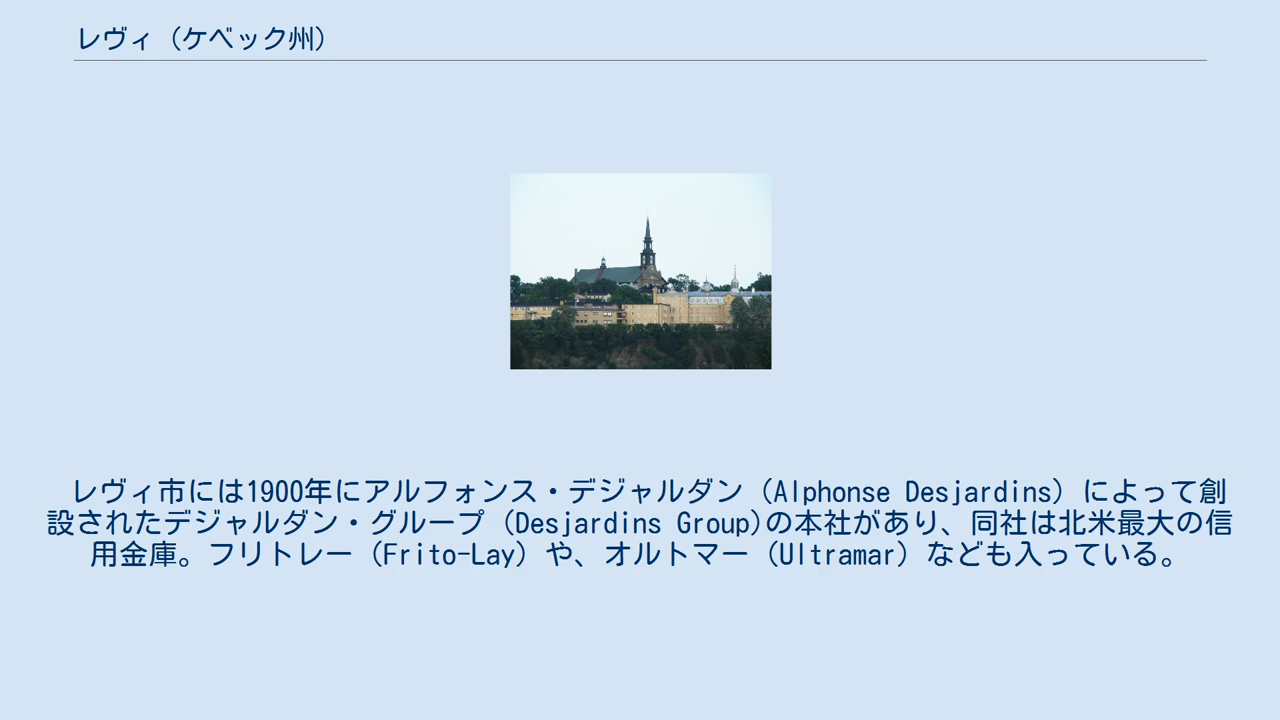 レヴィ（ケベック州）
レヴィ市には1900年にアルフォンス・デジャルダン（Alphonse Desjardins）によって創
設されたデジャルダン・グループ（Desjardins Group)の本社があり、同社は北米最大の信
用金庫。フリトレー（Frito-Lay）や、オルトマー（Ultramar）なども入っている。